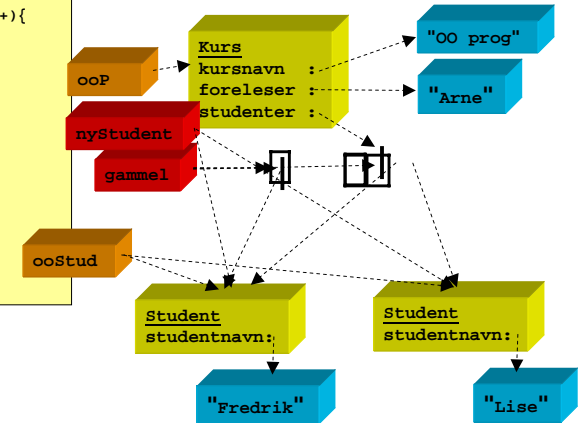 +){
"OO prog"
Kurs
kursnavn :
foreleser :
studenter :
ooP
"Arne"
nyStudent
gammel
ooStud
Student
studentnavn:
Student
studentnavn:
"Fredrik"
"Lise"